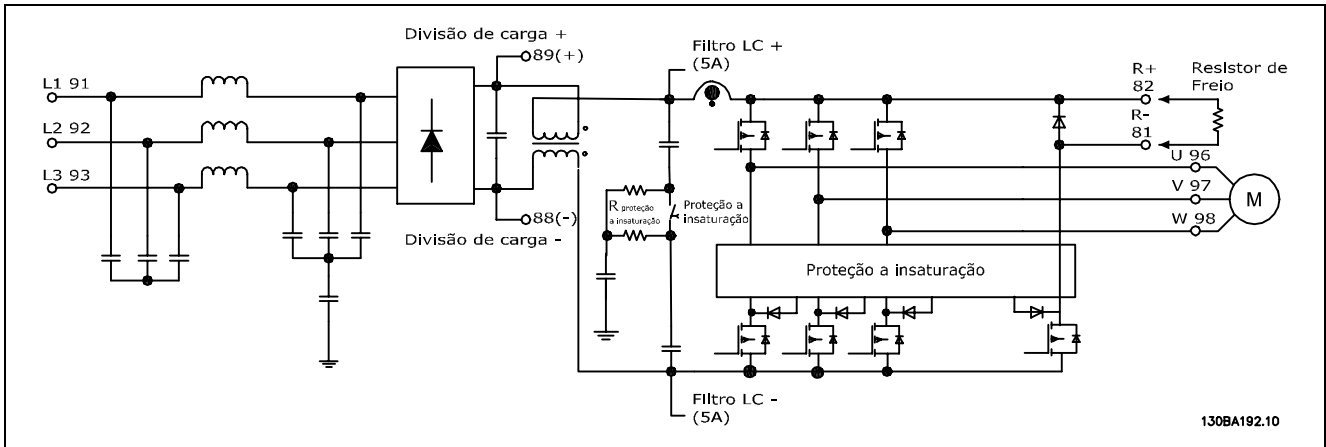 Divisão de carga +
89(+)
Filtro LC +
(5A)
L1 91
L2 92
L3 93
R+
82
Resistor de
Freio
R-
81
U 96
V 97
W 98
M
R proteção
a insaturação
Proteção a
insaturação
88(-)
Divisão de carga -
Proteção a insaturação
Filtro LC -
(5A)
130BA192.10